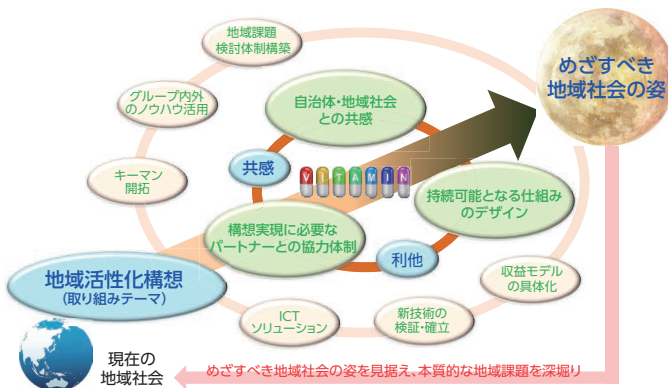 地域課題
検討体制構築
グループ内外
のノウハウ活用
キーマン
開拓
自治体・地域社会
との共感
めざすべき
地域社会の姿
共感
VITAMIN
持続可能となる仕組み
のデザイン
構想実現に必要な
パートナーとの協力体制
利他
地域活性化構想
(取り組みテーマ)
収益モデル
の具体化
ICT
ソリューション
新技術の
検証・確立
現在の
地域社会
めざすべき地域社会の姿を見据え、本質的な地域課題を深堀り